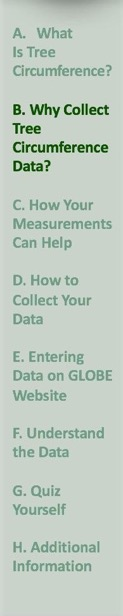 A. What
Is Tree
Circumference?
B. Why Collect
Tree
Circumference
Data?
C. How Your
Measurements
Can Help
D. How to
Collect Your
Data
E. Entering
Data on GLOBE
Website
F. Understand
the Data
G. Quiz
Yourself
H. Additional
Information